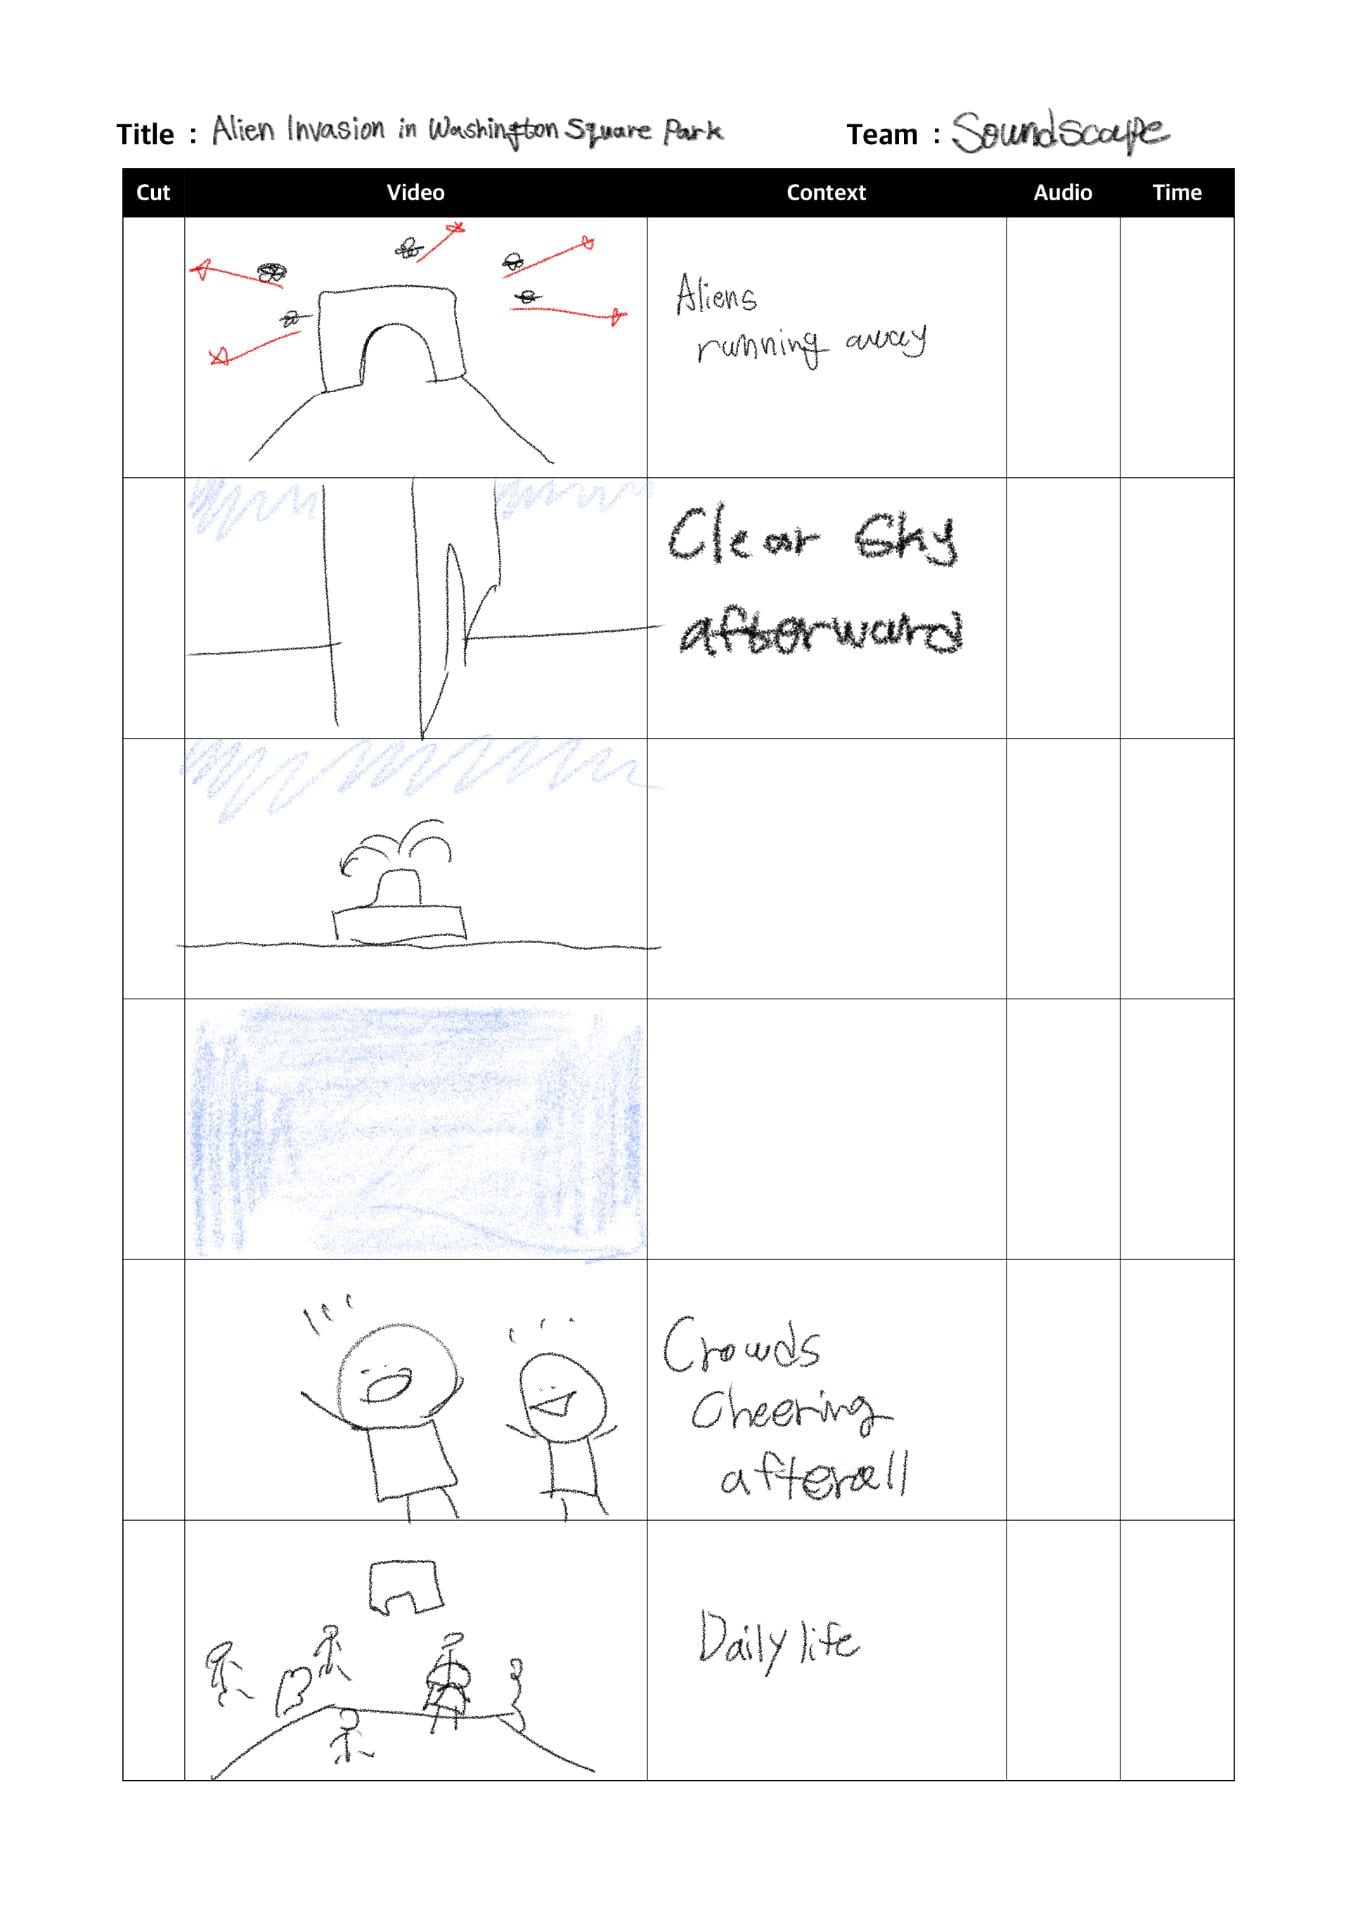 Title : Alien Invasion in Washington Square Park
Team : Soundscape
Cut Video Context Audio Time
Aliens
running away
Clear Sky
afterward
Crowds
Cheering
afterall
Daily life